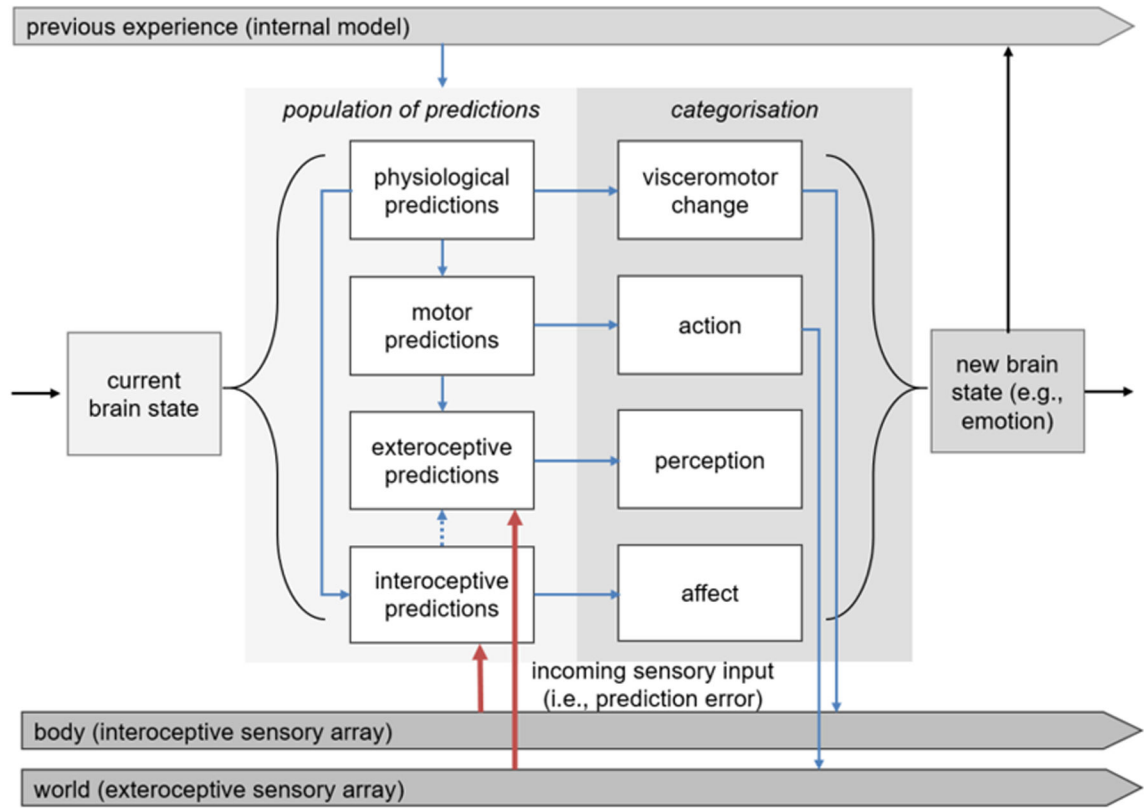 previous experience (internal model)
population of predictions
categorisation
physiological
predictions
visceromotor
change
motor
predictions
action
current
brain state
new brain
state (e.g.,
emotion)
exteroceptive
predictions
perception
interoceptive
predictions
affect
incoming sensory input
(i.e., prediction error)
body (interoceptive sensory array)
world (exteroceptive sensory array)